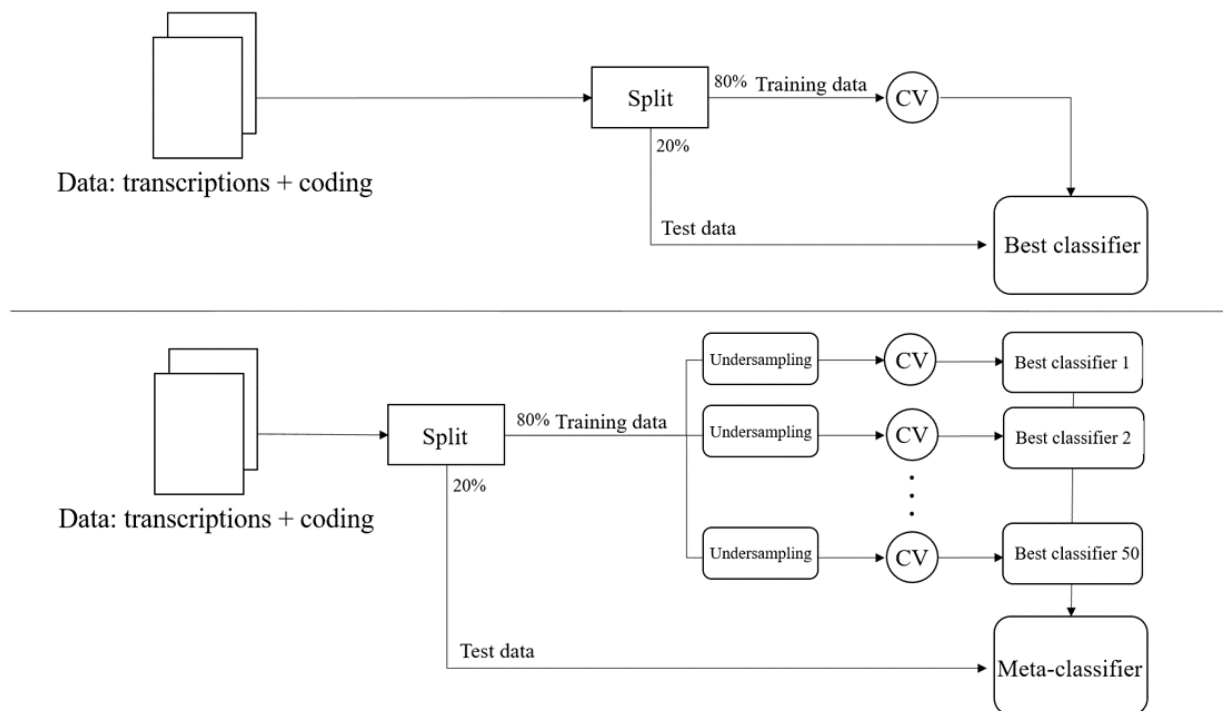 Split
80% Training data
CV
20%
Data: transcriptions + coding
Test data
Best classifier
Undersampling
CV
Best classifier 1
Split
80% Training data
Undersampling
CV
Best classifier 2
20%
Data: transcriptions + coding
Undersampling
CV
Best classifier 50
Test data
Meta-classifier